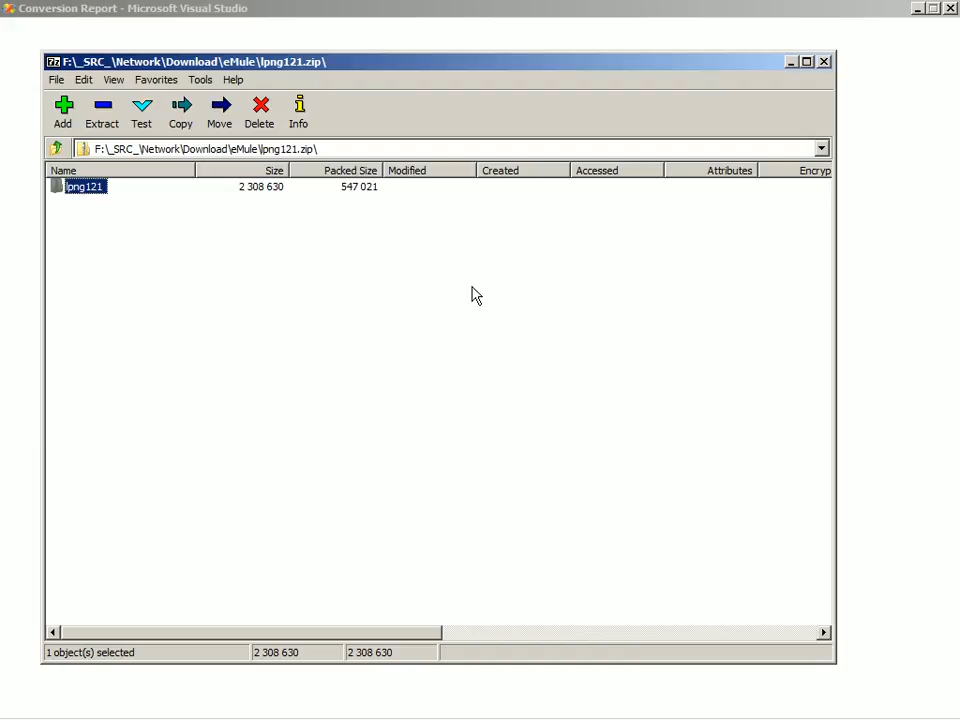 Conversion Report - Microsoft Visual Studio
F:\_SRC_\Network\Download\eMule\lpng121.zip\
File Edit View Favorites Tools Help
Add Extract Test Copy Move Delete Info
F:\_SRC_\Network\Download\eMule\lpng121.zip\
Name Size Packed Size Modified Created Accessed Attributes Encryp
lpng121 2 308 630 547 021
1 object(s) selected 2 308 630 2 308 630